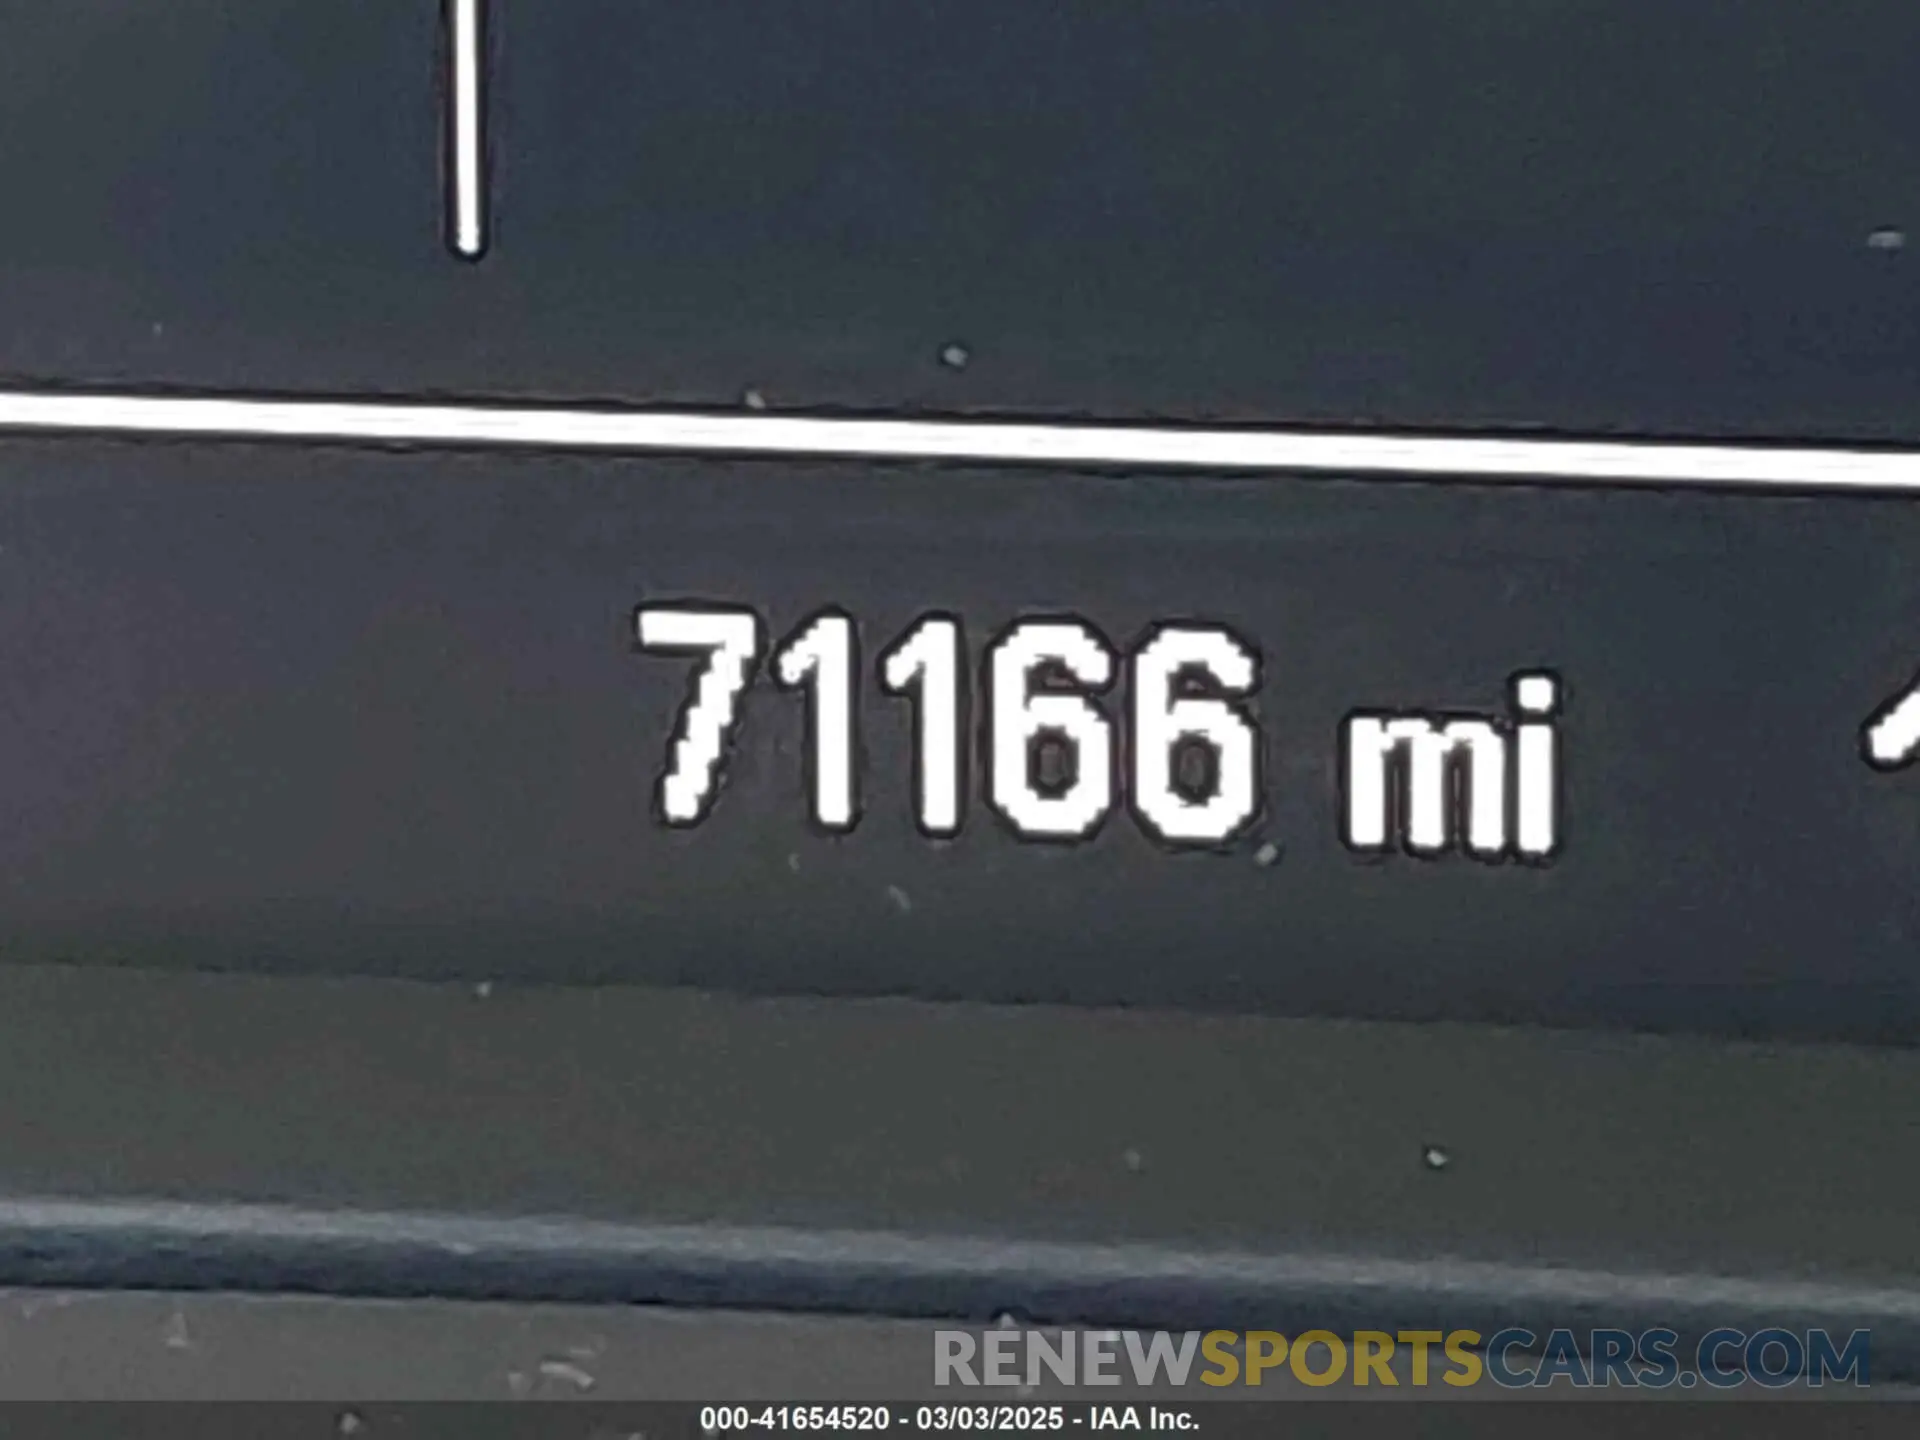 71166 mi
RENEWSPORTSCARS.COM
000-41654520 - 03/03/2025 - IAA Inc.